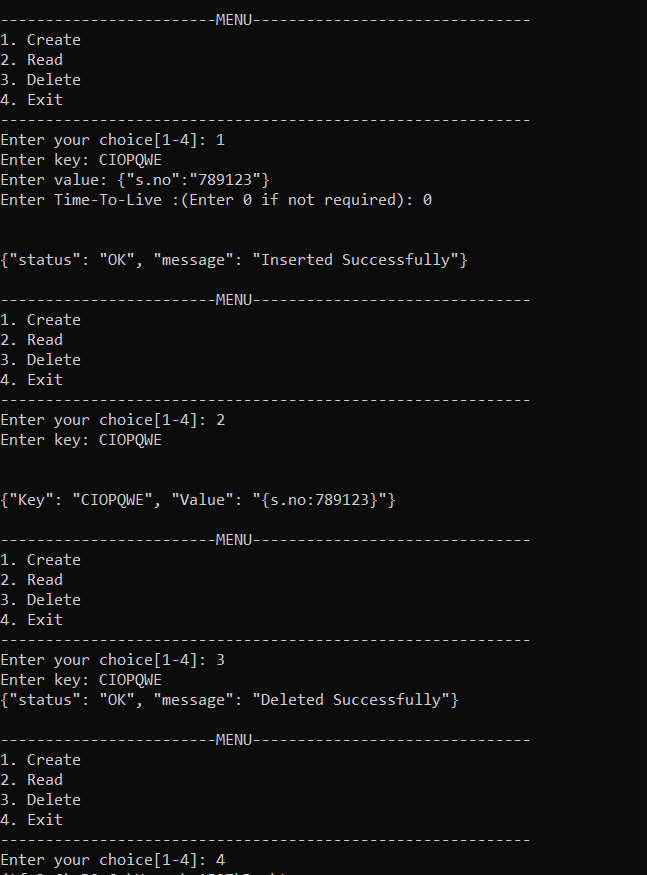 ------------------------MENU-------------------------------
1. Create
2. Read
3. Delete
4. Exit
-----------------------------------------------------------
Enter your choice[1-4]: 1
Enter key: CIOPQWE
Enter value: {"s.no":"789123"}
Enter Time-To-Live :(Enter 0 if not required): 0
{"status": "OK", "message": "Inserted Successfully"}
------------------------MENU-------------------------------
1. Create
2. Read
3. Delete
4. Exit
-----------------------------------------------------------
Enter your choice[1-4]: 2
Enter key: CIOPQWE
{"Key": "CIOPQWE", "Value": "{s.no:789123}"}
------------------------MENU-------------------------------
1. Create
2. Read
3. Delete
4. Exit
-----------------------------------------------------------
Enter your choice[1-4]: 3
Enter key: CIOPQWE
{"status": "OK", "message": "Deleted Successfully"}
------------------------MENU-------------------------------
1. Create
2. Read
3. Delete
4. Exit
-----------------------------------------------------------
Enter your choice[1-4]: 4